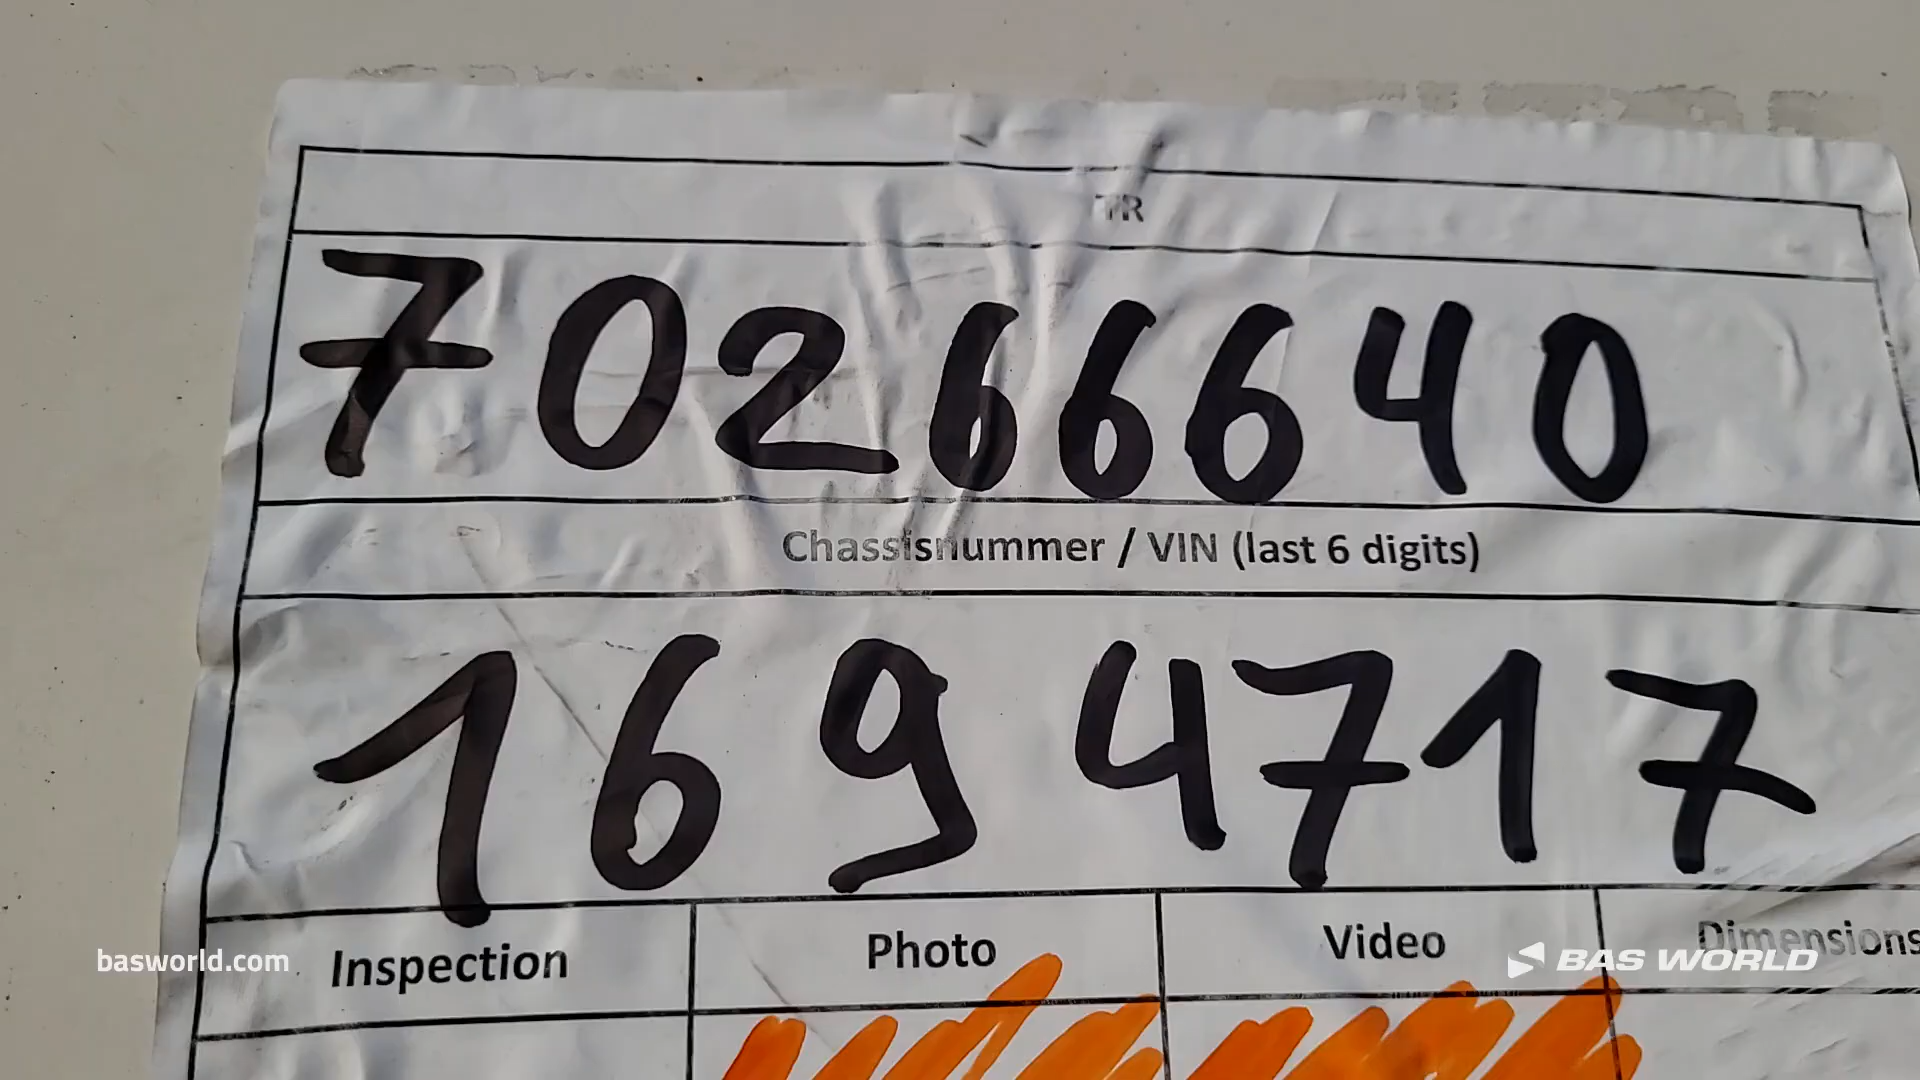 TR
70266640
Chassisnummer / VIN (last 6 digits)
1694717
Inspection Photo Video Dimensions
basworld.com
BAS WORLD